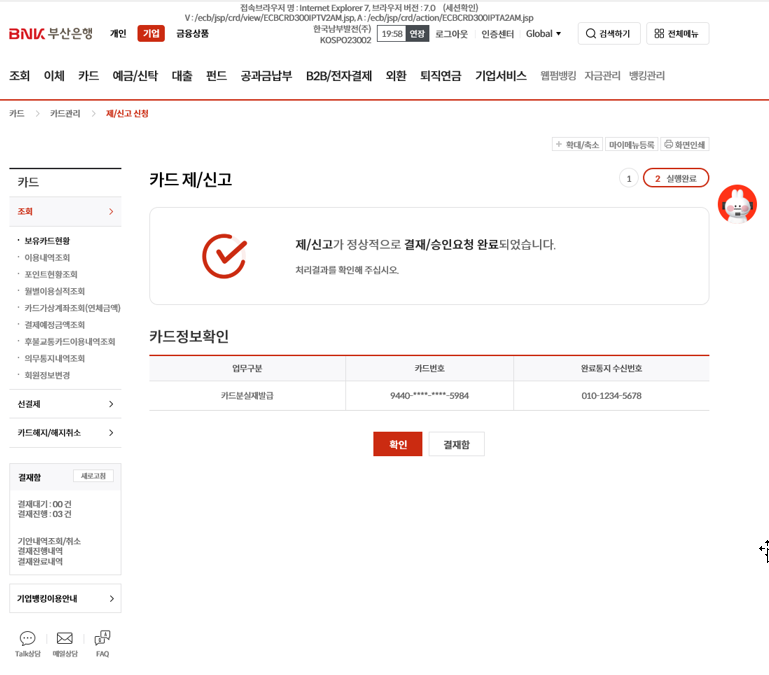 접속브라우저 명 : Internet Explorer 7, 브라우저 버전 : 7.0 (세션확인)
V : /ecb/jsp/crd/view/ECBCRD300IPTV2AM.jsp, A : /ecb/jsp/crd/action/ECBCRD300IPTA2AM.jsp
BNK 부산은행 개인 기업 금융상품
한국남부발전(주)
KOSPO23002 19:58 연장 로그아웃 인증센터 Global 검색하기 전체메뉴
조회 이체 카드 예금/신탁 대출 펀드 공과금납부 B2B/전자결제 외환 퇴직연금 기업서비스 웹펌뱅킹 자금관리 뱅킹관리
카드 카드관리 제/신고 신청
확대/축소 마이메뉴등록 화면인쇄
카드
조회
보유카드현황
이용내역조회
포인트현황조회
월별이용실적조회
카드가상계좌조회(연체금액)
결제예정금액조회
후불교통카드이용내역조회
의무통지내역조회
회원정보변경
선결제
카드해지/해지취소
결재함 새로고침
결재대기 : 00 건
결재진행 : 03 건
기안내역조회/취소
결재진행내역
결재완료내역
기업뱅킹이용안내
Talk상담 메일상담 FAQ
카드 제/신고
1 2 실행완료
제/신고가 정상적으로 결재/승인요청 완료되었습니다.
처리결과를 확인해 주십시오.
카드정보확인
업무구분 카드번호 완료통지 수신번호
카드분실재발급 9440-****-****-5984 010-1234-5678
확인 결재함